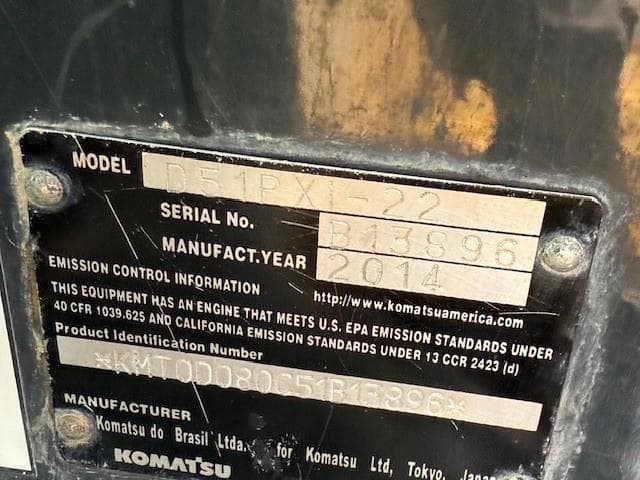 MODEL D51PXI-22
SERIAL No. B13896
MANUFACT.YEAR 2014
EMISSION CONTROL INFORMATION http://www.komatsuamerica.com
THIS EQUIPMENT HAS AN ENGINE THAT MEETS U.S. EPA EMISSION STANDARDS UNDER
40 CFR 1039.625 AND CALIFORNIA EMISSION STANDARDS UNDER 13 CCR 2423 (d)
Product Identification Number
*KMT0D080C51B13896*
MANUFACTURER
Komatsu do Brasil Ltda. for Komatsu Ltd, Tokyo, Japan
KOMATSU